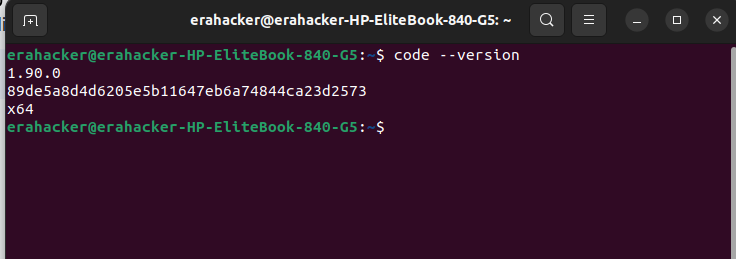 erahacker@erahacker-HP-EliteBook-840-G5: ~
erahacker@erahacker-HP-EliteBook-840-G5:~$ code --version
1.90.0
89de5a8d4d6205e5b11647eb6a74844ca23d2573
x64
erahacker@erahacker-HP-EliteBook-840-G5:~$